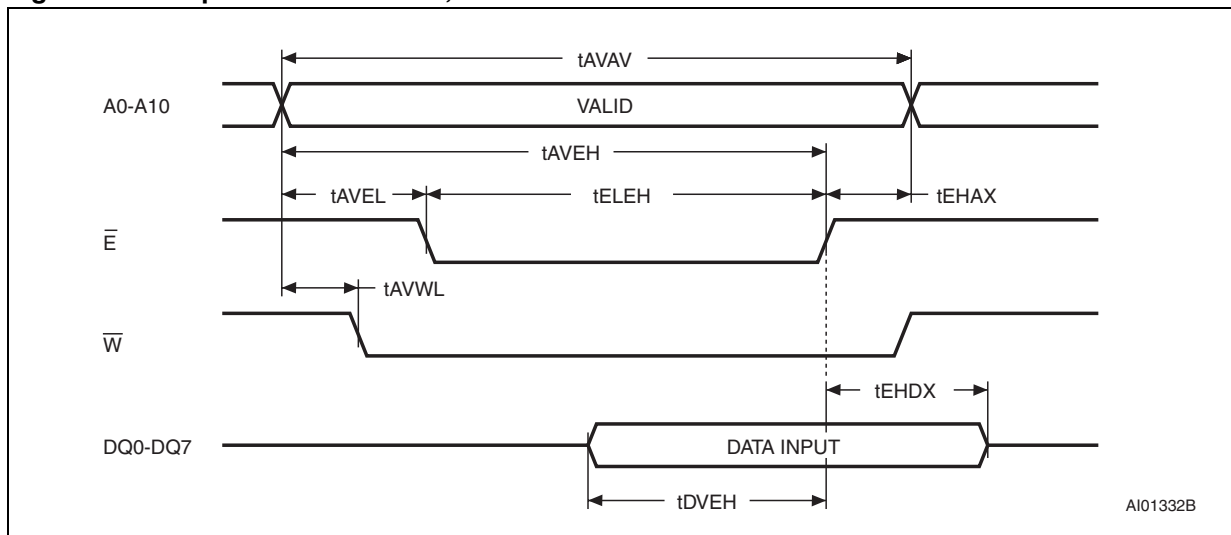 tAVAV
A0-A10 VALID
tAVEH
tAVEL tELEH tEHAX
E̅
tAVWL
W̅
tEHDX
DQ0-DQ7 DATA INPUT
tDVEH
AI01332B